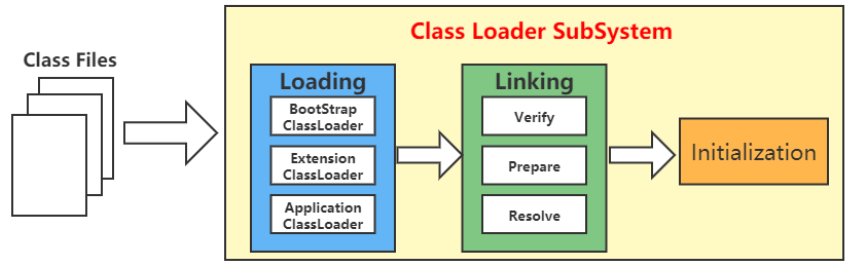 Class Loader SubSystem
Class Files
Loading
BootStrap
ClassLoader
Extension
ClassLoader
Application
ClassLoader
Linking
Verify
Prepare
Resolve
Initialization